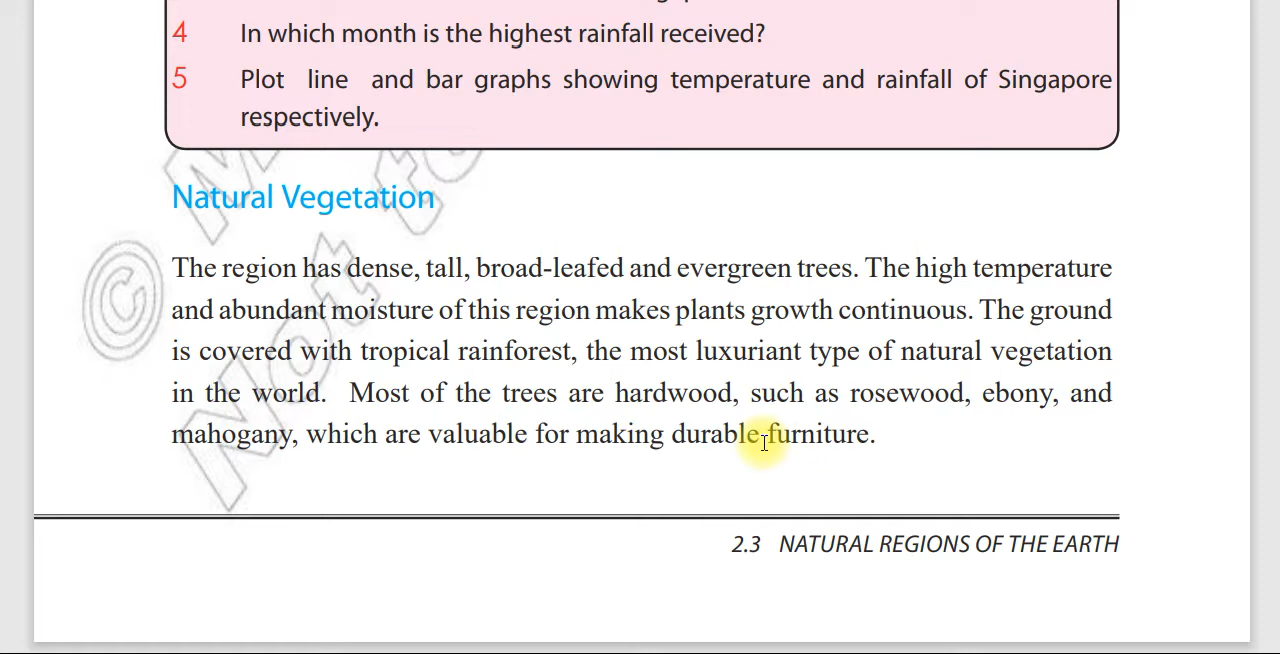 4 In which month is the highest rainfall received?
5 Plot line and bar graphs showing temperature and rainfall of Singapore
respectively.
Natural Vegetation
The region has dense, tall, broad-leafed and evergreen trees. The high temperature
and abundant moisture of this region makes plants growth continuous. The ground
is covered with tropical rainforest, the most luxuriant type of natural vegetation
in the world. Most of the trees are hardwood, such as rosewood, ebony, and
mahogany, which are valuable for making durable furniture.
2.3 NATURAL REGIONS OF THE EARTH
© Not to